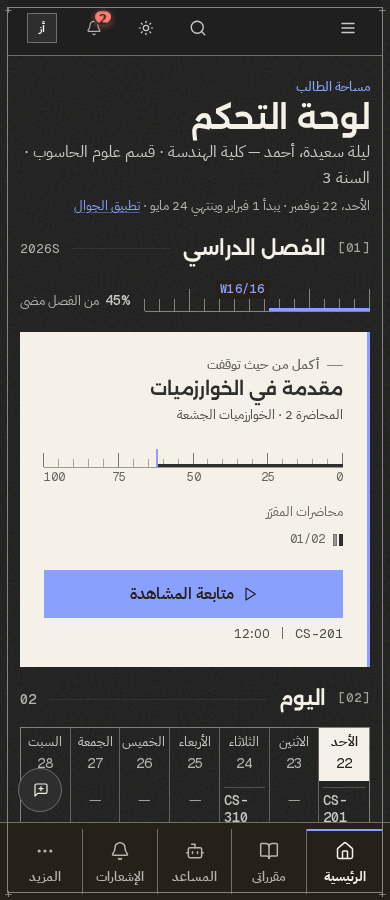 أز
2
مساحة الطالب
لوحة التحكم
ليلة سعيدة، أحمد — كلية الهندسة · قسم علوم الحاسوب ·
السنة 3
الأحد، 22 نوفمبر · يبدأ 1 فبراير وينتهي 24 مايو · تطبيق الجوال
[01] الفصل الدراسي 2026S
W16/16
45% من الفصل مضى
أكمل من حيث توقفت
مقدمة في الخوارزميات
المحاضرة 2 · الخوارزميات الجشعة
0 25 50 75 100
محاضرات المقرّر
01/02
متابعة المشاهدة
CS-201 | 12:00
[02] اليوم 02
الأحد الاثنين الثلاثاء الأربعاء الخميس الجمعة السبت
22 23 24 25 26 27 28
CS-201 — CS-310 — — —
الرئيسية مقرراتي المساعد الإشعارات المزيد